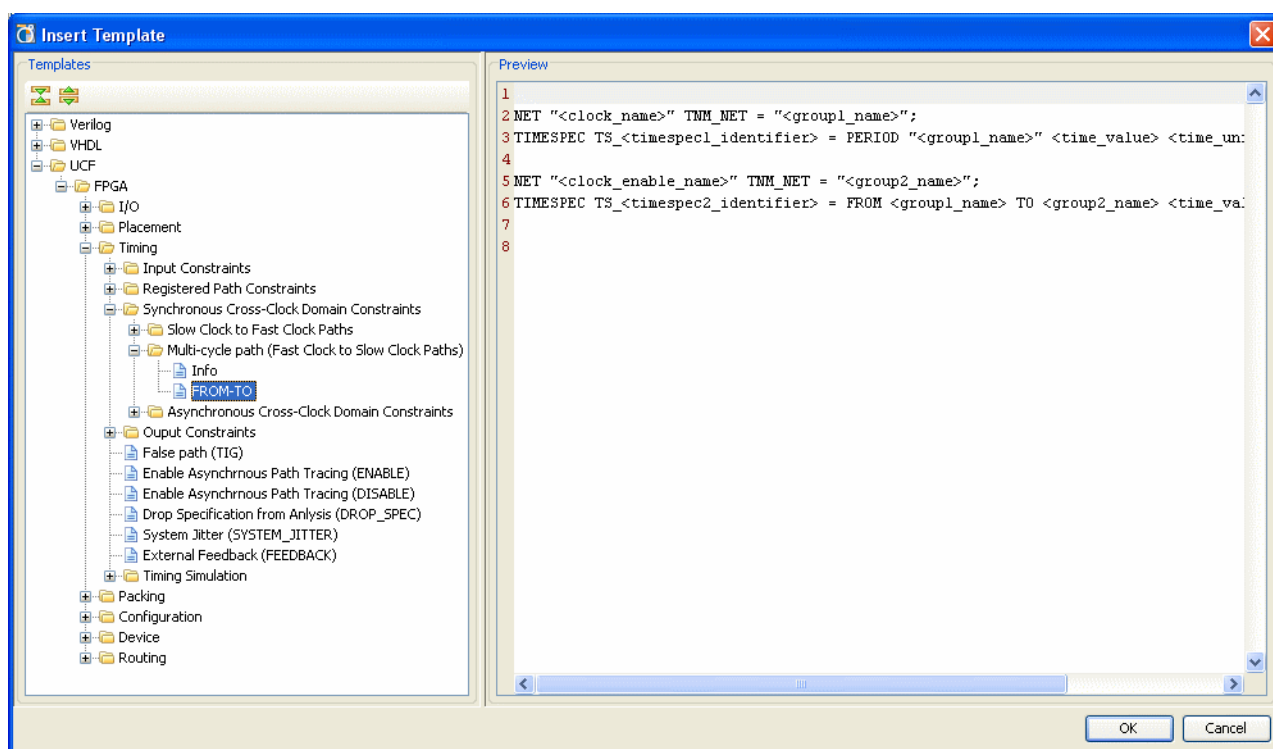 Insert Template
Templates
Verilog
VHDL
UCF
FPGA
I/O
Placement
Timing
Input Constraints
Registered Path Constraints
Synchronous Cross-Clock Domain Constraints
Slow Clock to Fast Clock Paths
Multi-cycle path (Fast Clock to Slow Clock Paths)
Info
FROM-TO
Asynchronous Cross-Clock Domain Constraints
Ouput Constraints
False path (TIG)
Enable Asynchrnous Path Tracing (ENABLE)
Enable Asynchrnous Path Tracing (DISABLE)
Drop Specification from Anlysis (DROP_SPEC)
System Jitter (SYSTEM_JITTER)
External Feedback (FEEDBACK)
Timing Simulation
Packing
Configuration
Device
Routing
Preview
1
2 NET "<clock_name>" TNM_NET = "<group1_name>";
3 TIMESPEC TS_<timespec1_identifier> = PERIOD "<group1_name>" <time_value>
4
5 NET "<clock_enable_name>" TNM_NET = "<group2_name>";
6 TIMESPEC TS_<timespec2_identifier> = FROM <group1_name> TO <group2_name>
7
8
OK
Cancel